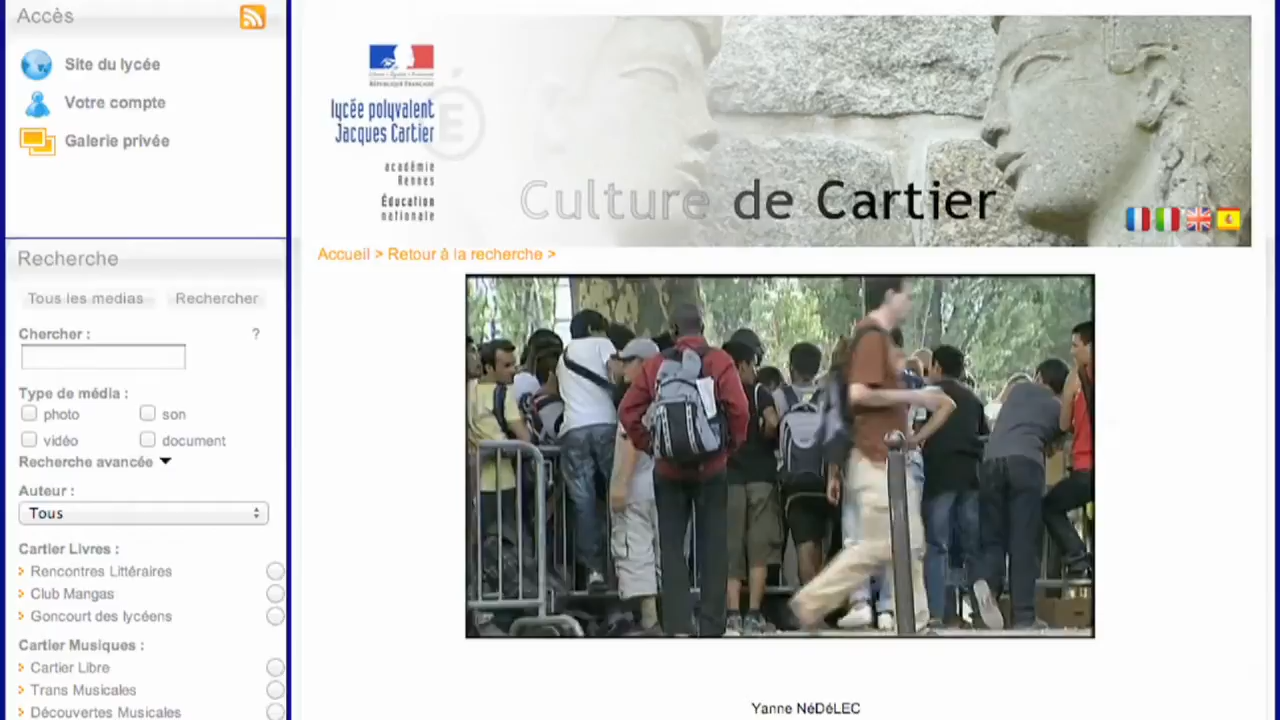 Accès
Site du lycée
Votre compte
Galerie privée
Recherche
Tous les medias
Rechercher
Chercher :
?
Type de média :
photo
son
vidéo
document
Recherche avancée
Auteur :
Tous
Cartier Livres :
Rencontres Littéraires
Club Mangas
Goncourt des lycéens
Cartier Musiques :
Cartier Libre
Trans Musicales
Découvertes Musicales
RÉPUBLIQUE FRANÇAISE
lycée polyvalent
Jacques Cartier
académie
Rennes
Éducation
nationale
É
Culture de Cartier
Accueil > Retour à la recherche >
Yanne NéDéLEC